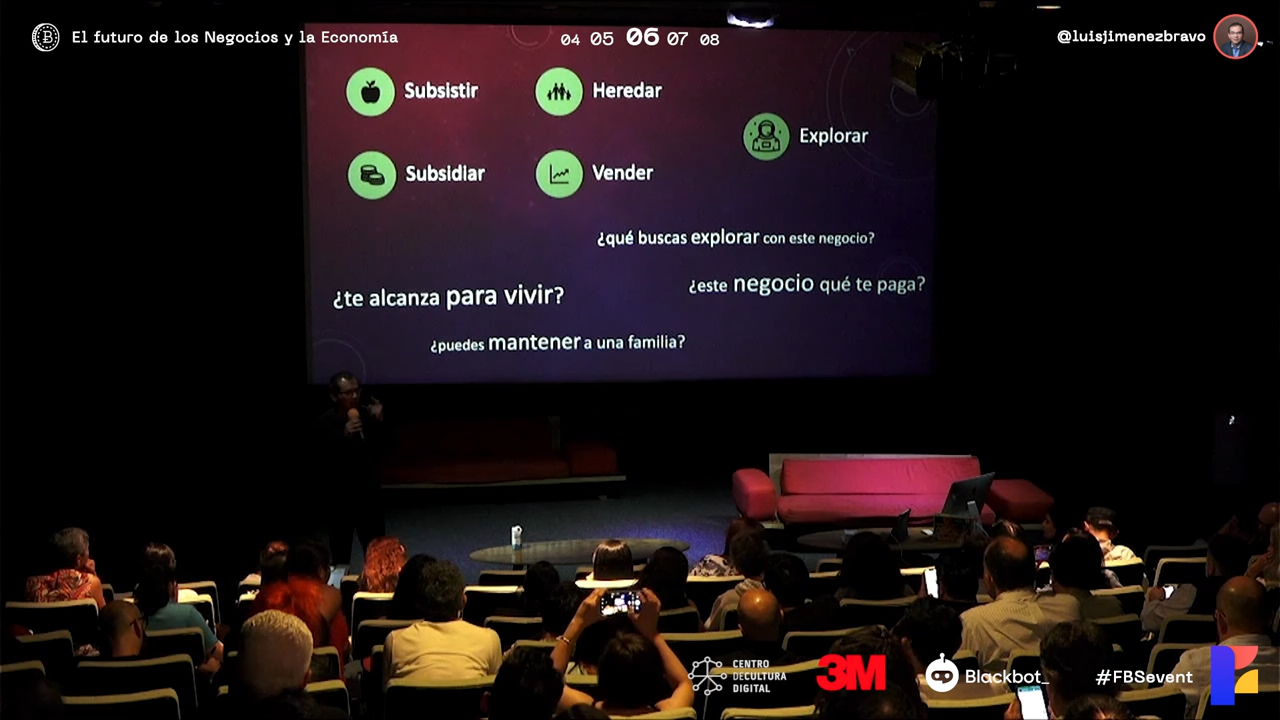 El futuro de los Negocios y la Economía
04 05 06 07 08
@luisjimenezbravo
Subsistir
Heredar
Explorar
Subsidiar
Vender
¿qué buscas explorar con este negocio?
¿este negocio qué te paga?
¿te alcanza para vivir?
¿puedes mantener a una familia?
CENTRO
DECULTURA
DIGITAL
3M
Blackbot_
#FBSevent